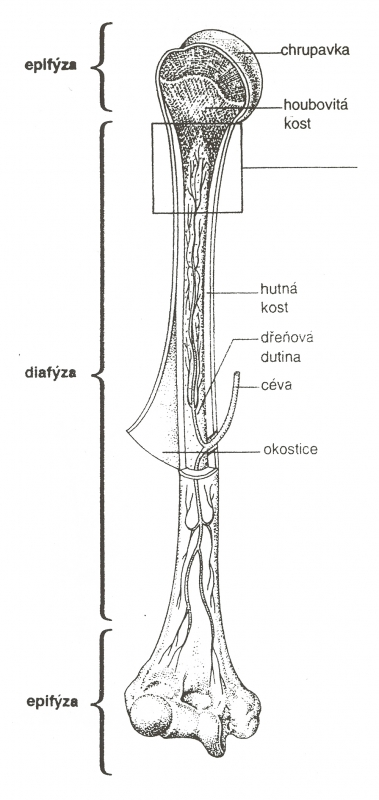 chrupavka
epifýza
houbovitá
kost
hutná
kost
dřeňová
dutina
diafýza
céva
okostice
epifýza